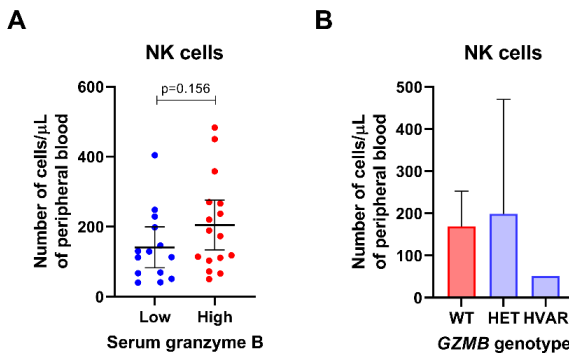 A
NK cells
p=0.156
Number of cells/µL
of peripheral blood
600
400
200
0
Low
High
Serum granzyme B
B
NK cells
Number of cells/µL
of peripheral blood
500
400
300
200
100
0
WT
HET
HVAR
GZMB genotype